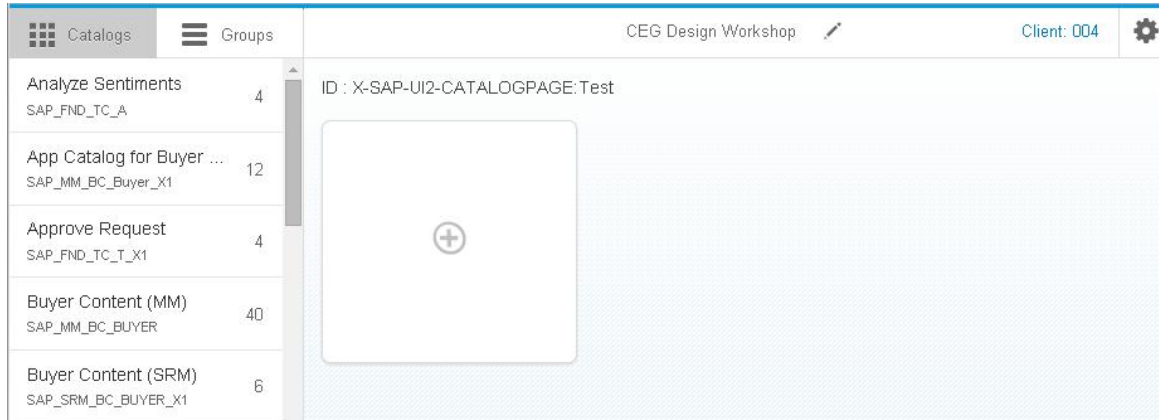 Catalogs
Groups
CEG Design Workshop
Client: 004
Analyze Sentiments
4
SAP_FND_TC_A
App Catalog for Buyer ...
12
SAP_MM_BC_Buyer_X1
Approve Request
4
SAP_FND_TC_T_X1
Buyer Content (MM)
40
SAP_MM_BC_BUYER
Buyer Content (SRM)
6
SAP_SRM_BC_BUYER_X1
ID : X-SAP-UI2-CATALOGPAGE:Test